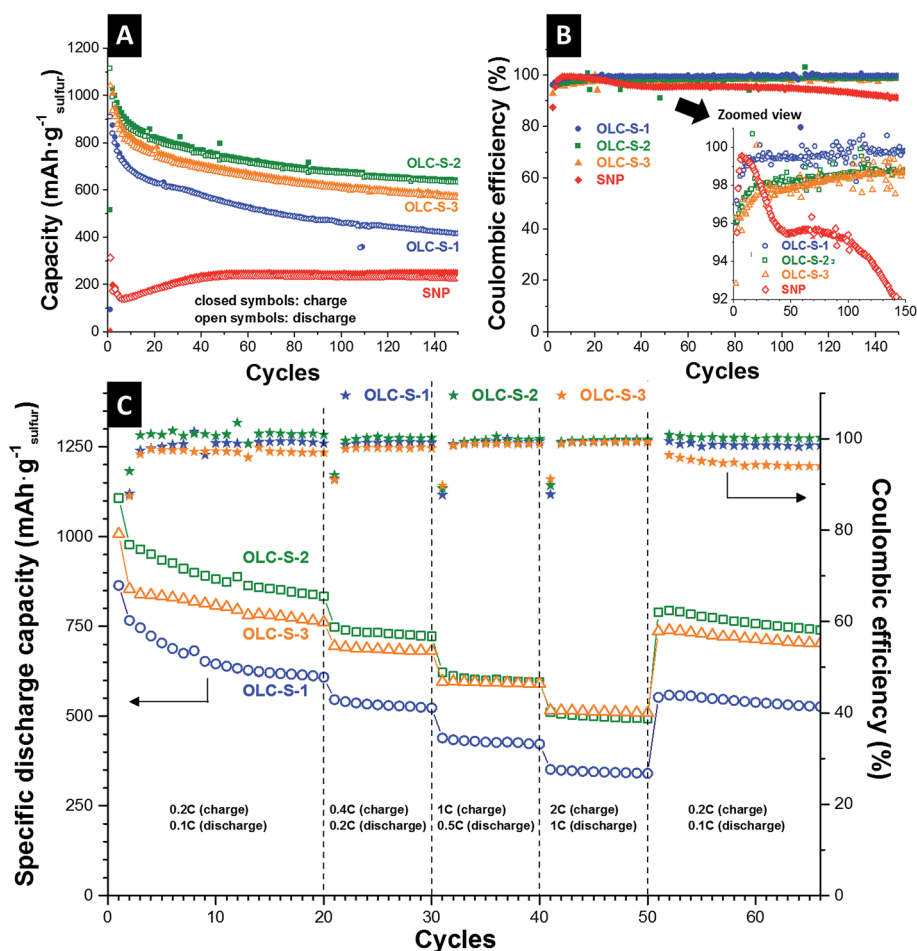 A
Capacity (mAh·g⁻¹sulfur)
1200
1000
800
600
400
200
0
OLC-S-2
OLC-S-3
OLC-S-1
SNP
closed symbols: charge
open symbols: discharge
0 20 40 60 80 100 120 140
Cycles
B
Coulombic efficiency (%)
120
100
80
60
40
20
0
OLC-S-1
OLC-S-2
OLC-S-3
SNP
Zoomed view
100
98
96
94
92
OLC-S-1
OLC-S-2
OLC-S-3
SNP
0 50 100 150
0 20 40 60 80 100 120 140
Cycles
C
Specific discharge capacity (mAh·g⁻¹sulfur)
1250
1000
750
500
250
0
OLC-S-1 OLC-S-2 OLC-S-3
OLC-S-2
OLC-S-3
OLC-S-1
0.2C (charge)
0.1C (discharge)
0.4C (charge)
0.2C (discharge)
1C (charge)
0.5C (discharge)
2C (charge)
1C (discharge)
0.2C (charge)
0.1C (discharge)
100
80
60
40
20
0
Coulombic efficiency (%)
0 10 20 30 40 50 60
Cycles